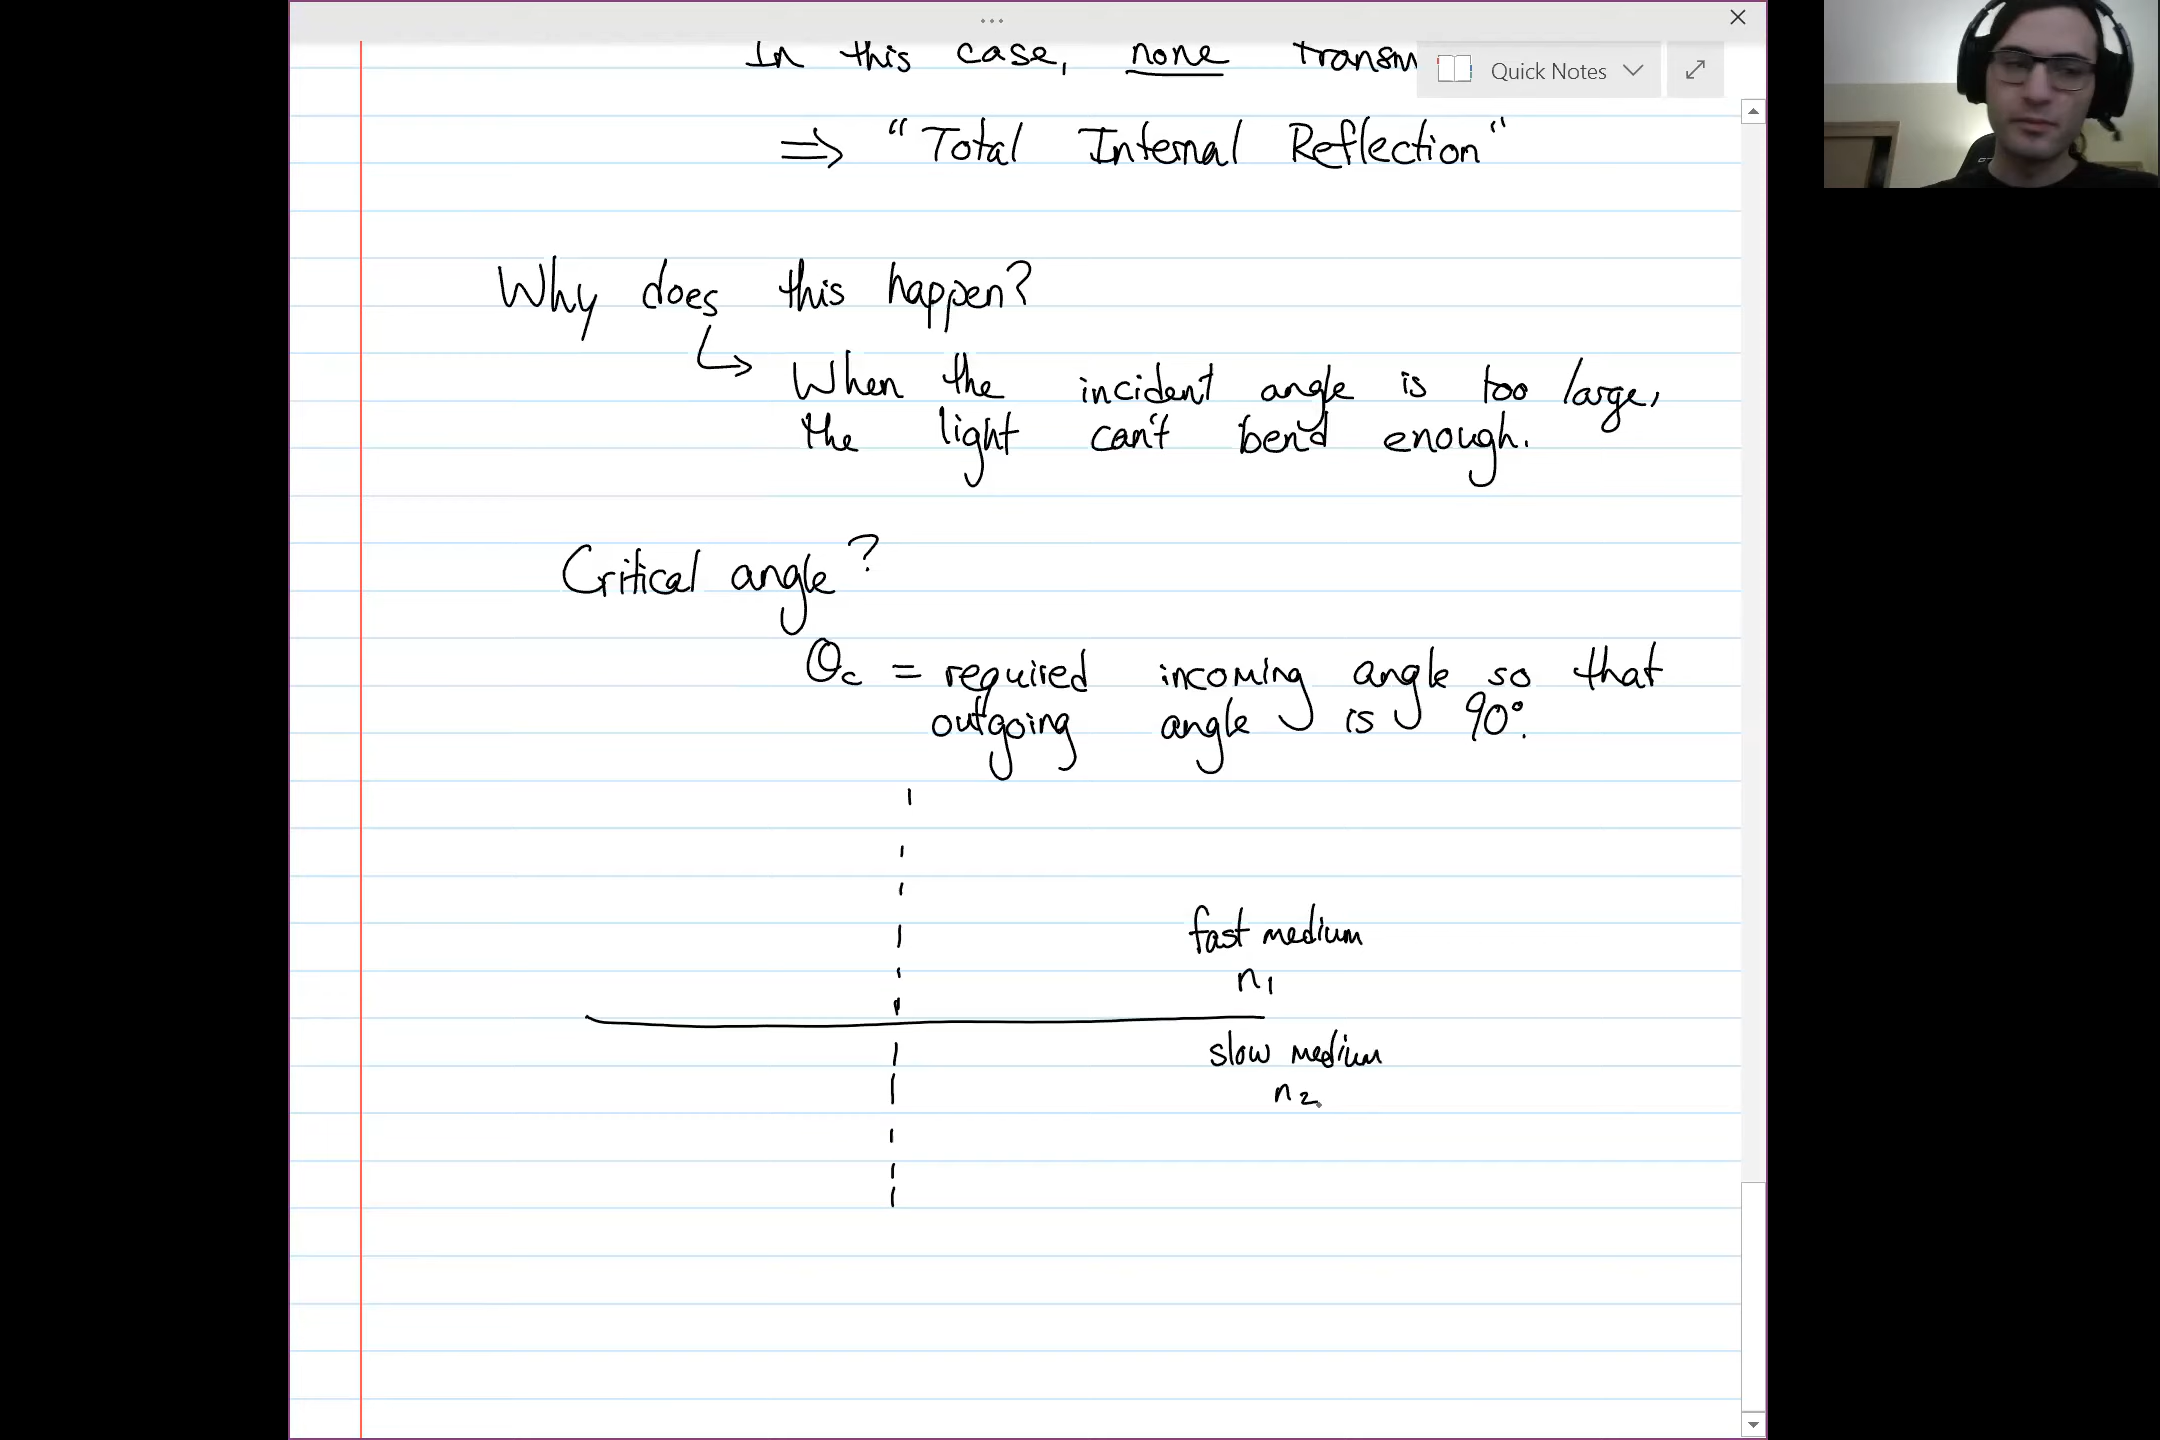 In this case, none transm
Quick Notes
⇒ "Total Internal Reflection"
Why does this happen?
↳ When the incident angle is too large,
the light can't bend enough.
Critical angle?
θc = required incoming angle so that
outgoing angle is 90°.
fast medium
n1
slow medium
n2